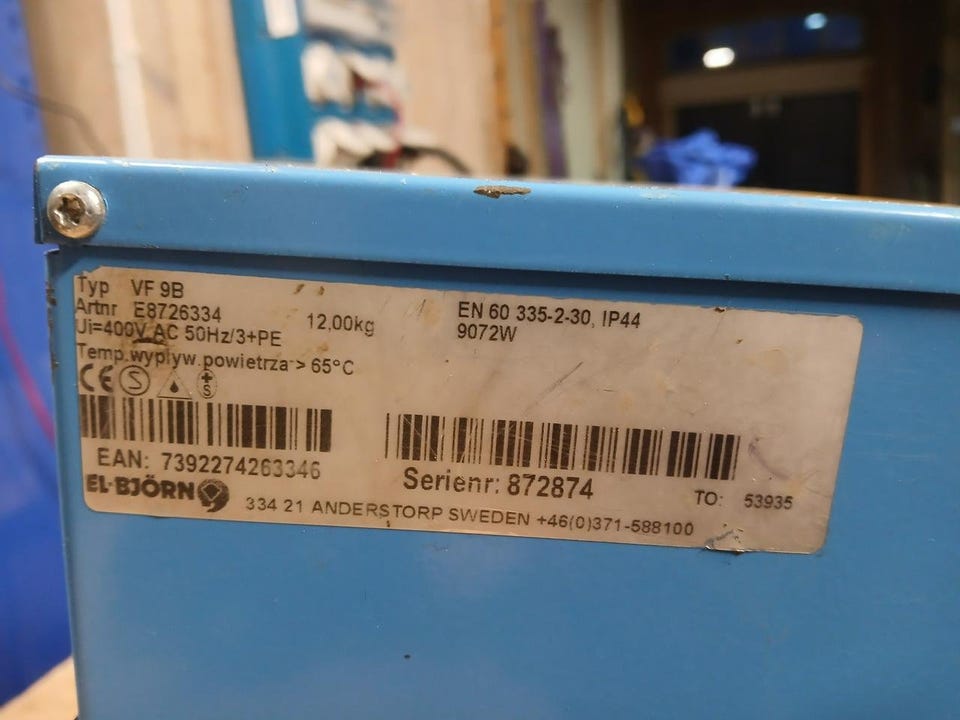 Typ VF 9B
Artnr E8726334
12,00kg
Ui=400V AC 50Hz/3+PE
Temp.wypływ.powietrza > 65°C
EN 60 335-2-30, IP44
9072W
CE S
S
EAN: 7392274263346
Serienr: 872874
TO: 53935
EL-BJÖRN
334 21 ANDERSTORP SWEDEN +46(0)371-588100